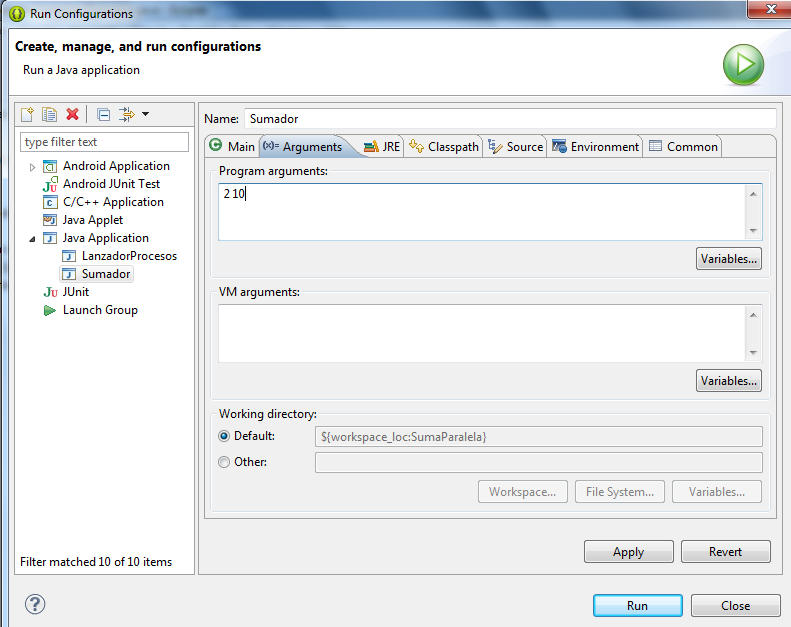 Run Configurations
Create, manage, and run configurations
Run a Java application
type filter text
Android Application
Android JUnit Test
C/C++ Application
Java Applet
Java Application
LanzadorProcesos
Sumador
JUnit
Launch Group
Filter matched 10 of 10 items
Name: Sumador
Main (x)= Arguments JRE Classpath Source Environment Common
Program arguments:
2 10
Variables...
VM arguments:
Variables...
Working directory:
Default: ${workspace_loc:SumaParalela}
Other:
Workspace... File System... Variables...
Apply Revert
Run Close